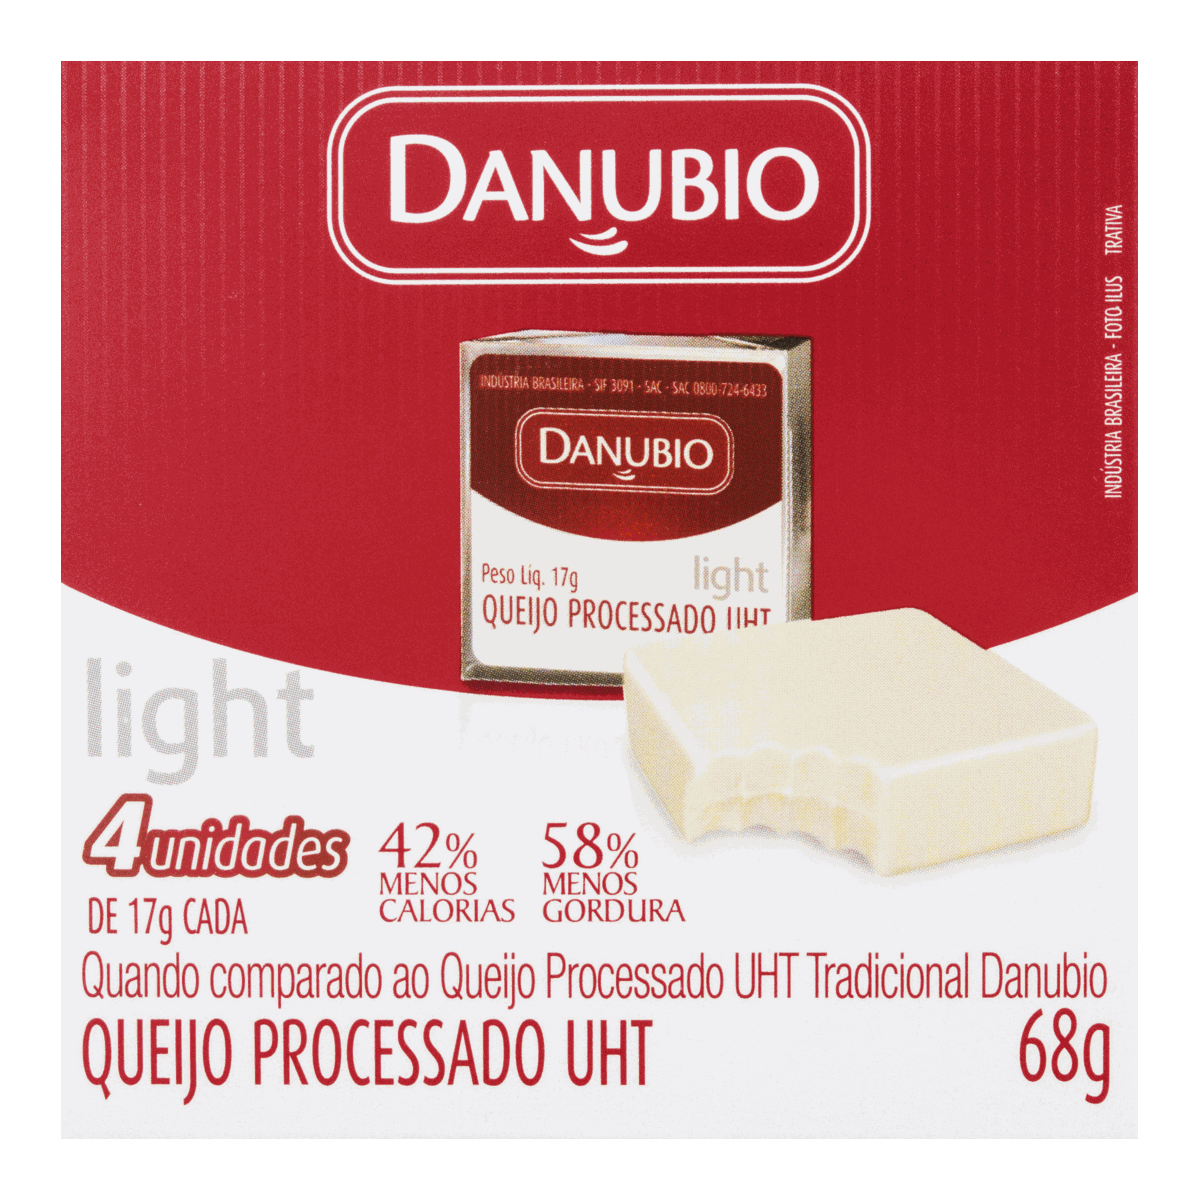 DANUBIO
INDÚSTRIA BRASILEIRA - FOTO ILUS TRATIVA
INDÚSTRIA BRASILEIRA - SIF 3091 - SAC - SAC 0800-724-6433
DANUBIO
Peso Líq. 17g
light
QUEIJO PROCESSADO UHT
light
4 unidades
DE 17g CADA
42%
MENOS
CALORIAS
58%
MENOS
GORDURA
Quando comparado ao Queijo Processado UHT Tradicional Danubio
QUEIJO PROCESSADO UHT
68g